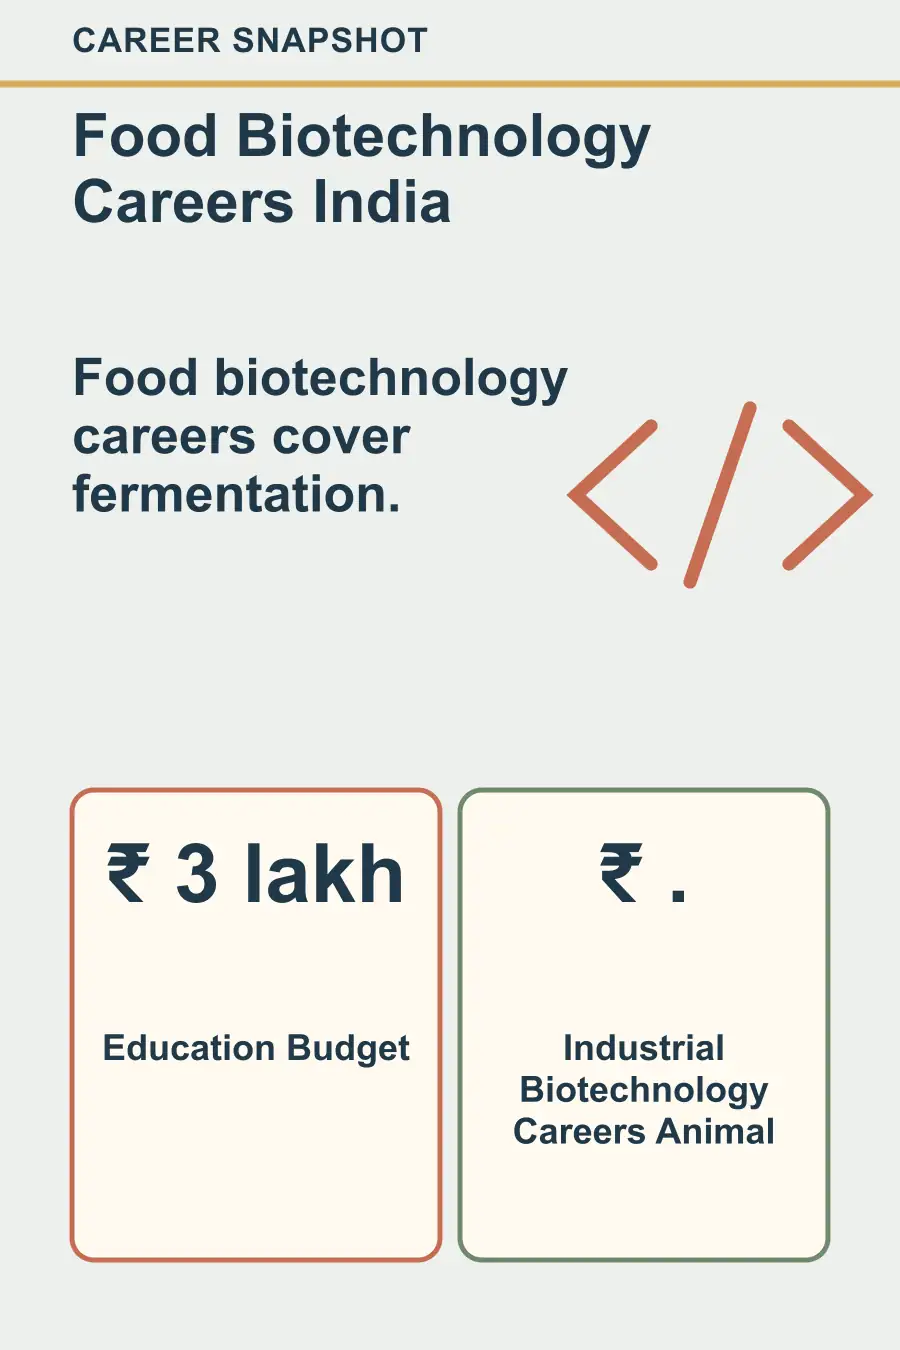 CAREER SNAPSHOT
Food Biotechnology
Careers India
Food biotechnology
careers cover
fermentation.
</>
₹ 3 lakh
Education Budget
₹ .
Industrial
Biotechnology
Careers Animal